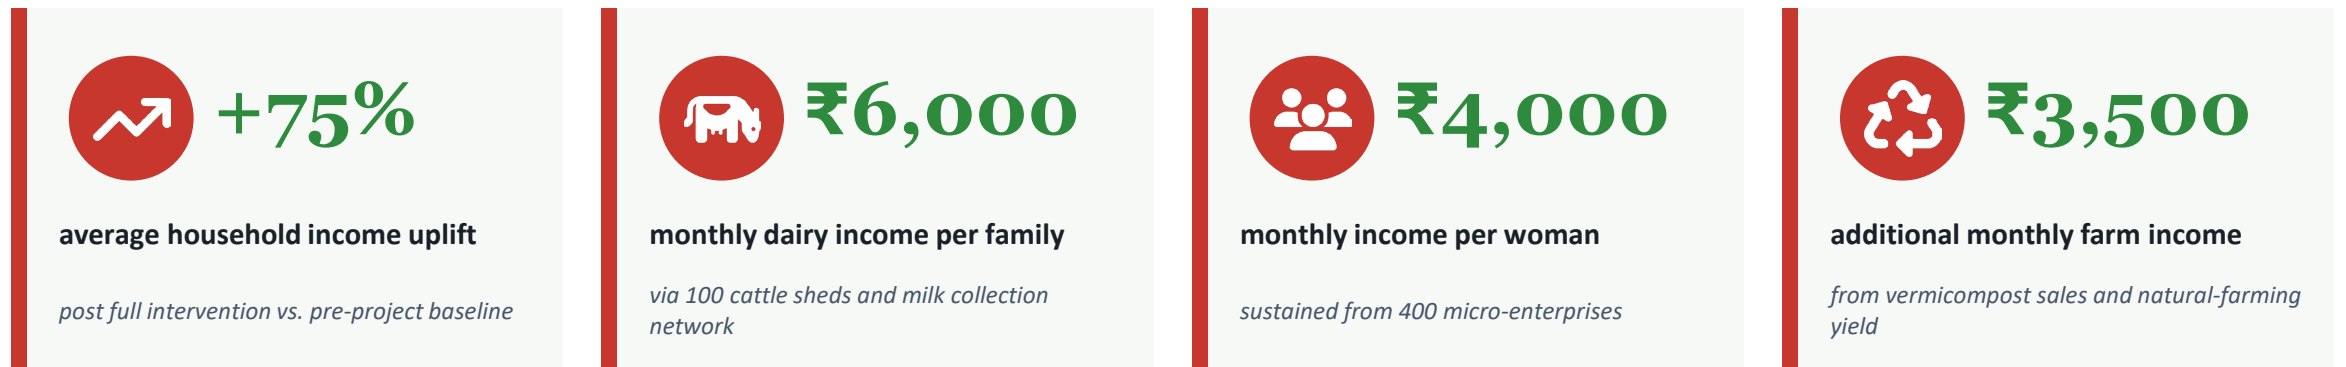 +75%
average household income uplift
post full intervention vs. pre-project baseline
₹6,000
monthly dairy income per family
via 100 cattle sheds and milk collection
network
₹4,000
monthly income per woman
sustained from 400 micro-enterprises
₹3,500
additional monthly farm income
from vermicompost sales and natural-farming
yield